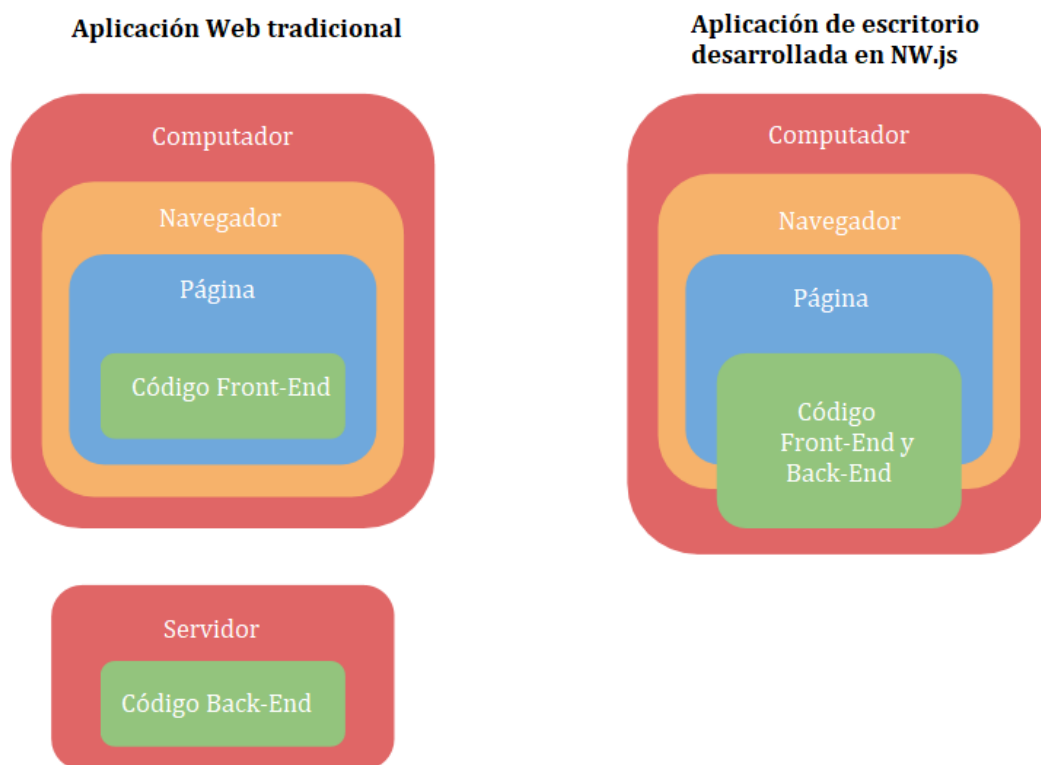 Aplicación Web tradicional
Computador
Navegador
Página
Código Front-End
Servidor
Código Back-End
Aplicación de escritorio
desarrollada en NW.js
Computador
Navegador
Página
Código
Front-End y
Back-End